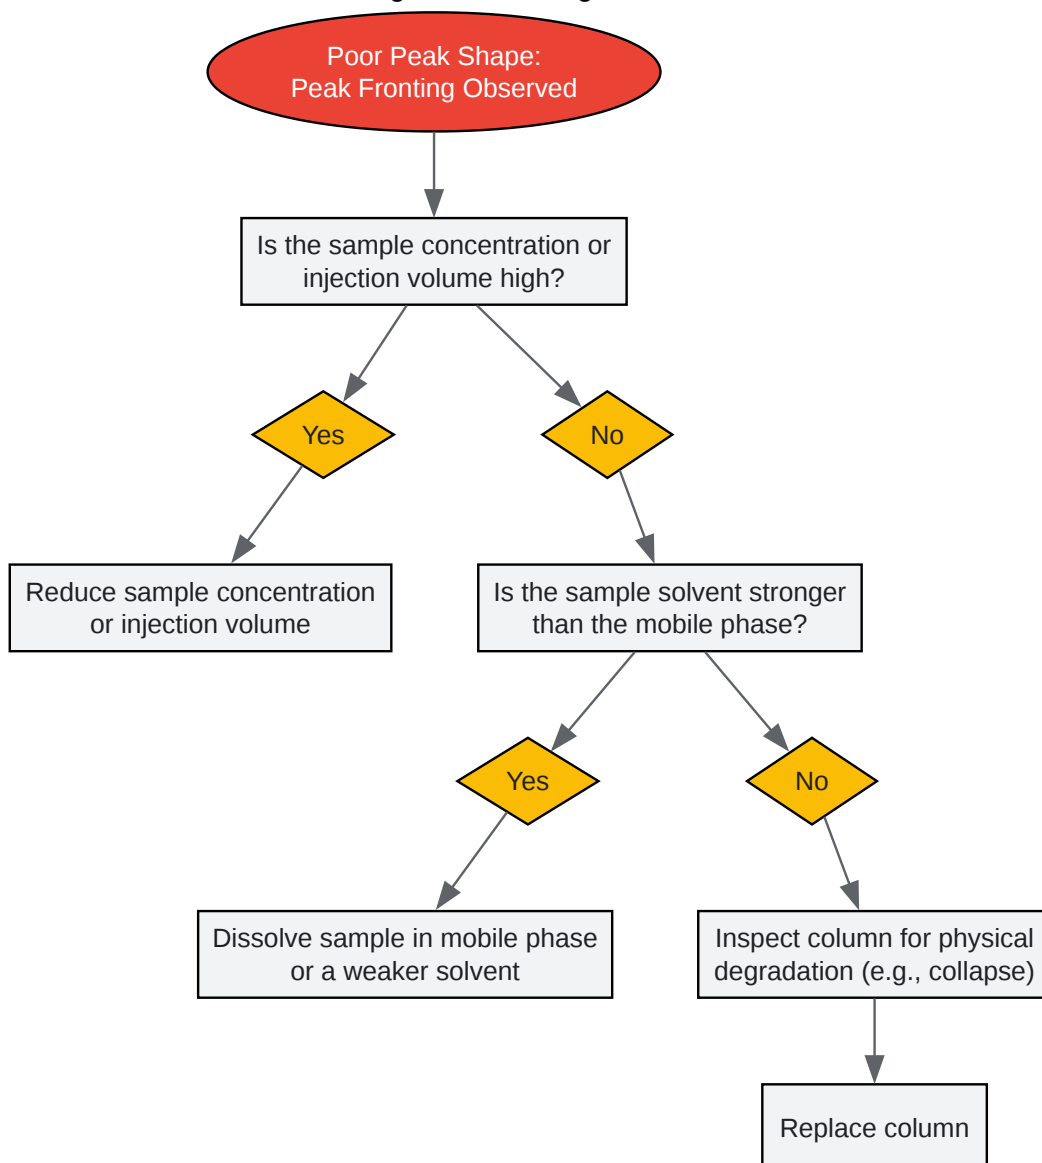 Poor Peak Shape:
Peak Fronting Observed
Is the sample concentration or
injection volume high?
Yes
No
Reduce sample concentration
or injection volume
Is the sample solvent stronger
than the mobile phase?
Yes
No
Dissolve sample in mobile phase
or a weaker solvent
Inspect column for physical
degradation (e.g., collapse)
Replace column